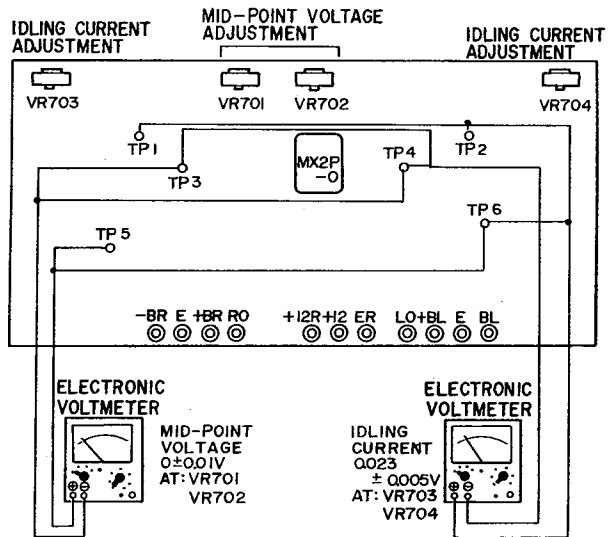 IDLING CURRENT
ADJUSTMENT
MID-POINT VOLTAGE
ADJUSTMENT
IDLING CURRENT
ADJUSTMENT
VR703
VR701
VR702
VR704
TP1
TP2
TP3
MX2P
-0
TP4
TP5
TP6
-BR E +BR RO
+12R+12 ER
LO+BL E BL
ELECTRONIC
VOLTMETER
ELECTRONIC
VOLTMETER
MID-POINT
VOLTAGE
0±0.01V
AT: VR701
VR702
IDLING
CURRENT
0.023
± 0.005V
AT: VR703
VR704
⊕ ⊖
⊕ ⊖